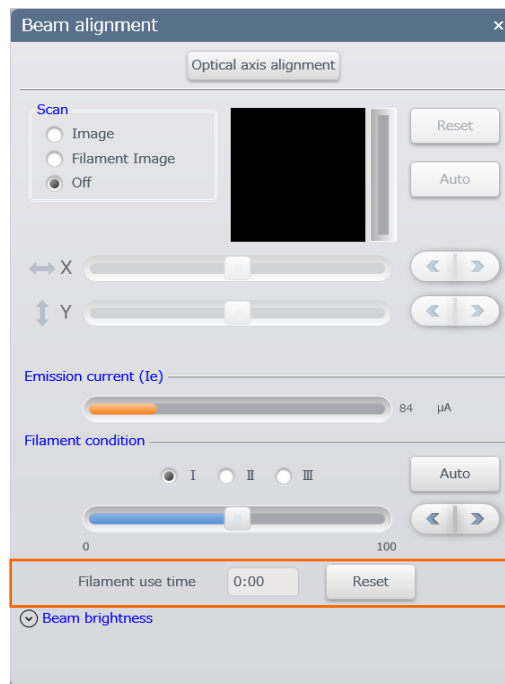 Beam alignment ×
Optical axis alignment
Scan
Image
Filament Image
Off
Reset
Auto
X
Y
Emission current (Ie)
84 μA
Filament condition
I II III
Auto
0 100
Filament use time 0:00 Reset
Beam brightness